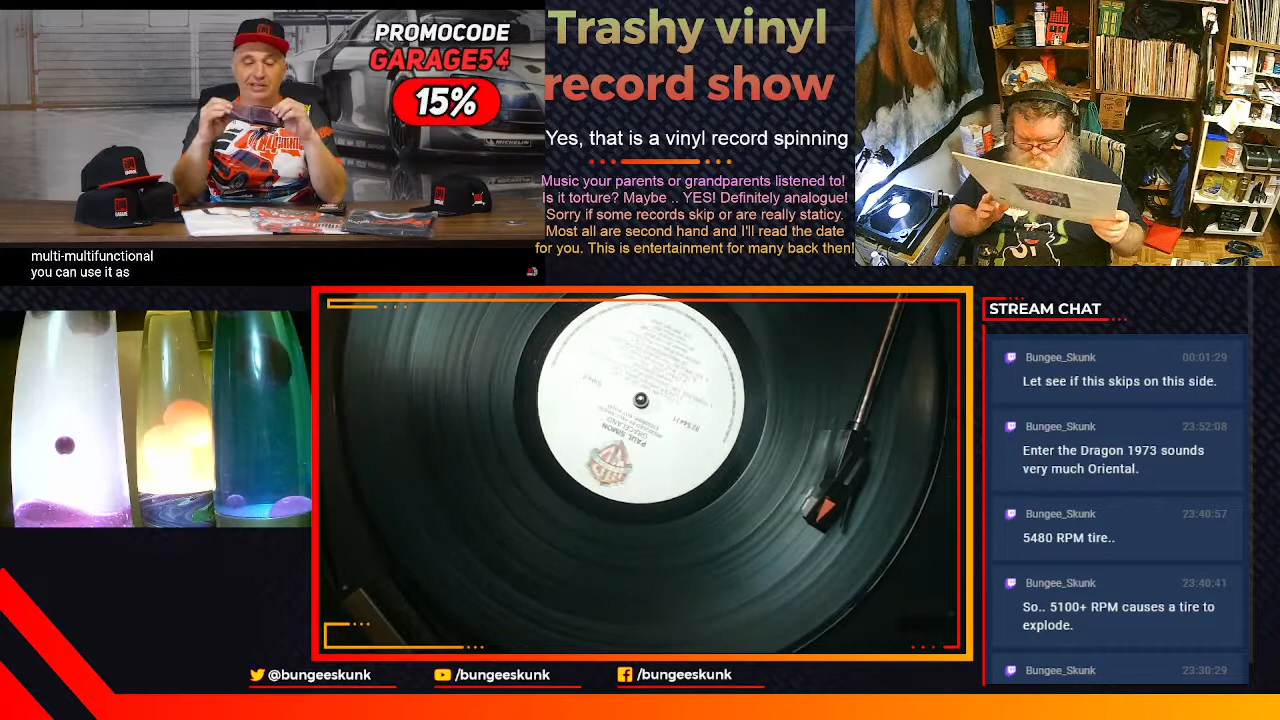 PROMOCODE
GARAGE54
15%
MICHELIN
multi-multifunctional
you can use it as
Trashy vinyl
record show
Yes, that is a vinyl record spinning
Music your parents or grandparents listened to!
Is it torture? Maybe .. YES! Definitely analogue!
Sorry if some records skip or are really staticy.
Most all are second hand and I'll read the date
for you. This is entertainment for many back then!
PAUL SIMON
GRACELAND
STREAM CHAT
Bungee_Skunk 00:01:29
Let see if this skips on this side.
Bungee_Skunk 23:52:08
Enter the Dragon 1973 sounds
very much Oriental.
Bungee_Skunk 23:40:57
5480 RPM tire..
Bungee_Skunk 23:40:41
So.. 5100+ RPM causes a tire to
explode.
Bungee_Skunk 23:30:29
@bungeeskunk
/bungeeskunk
/bungeeskunk